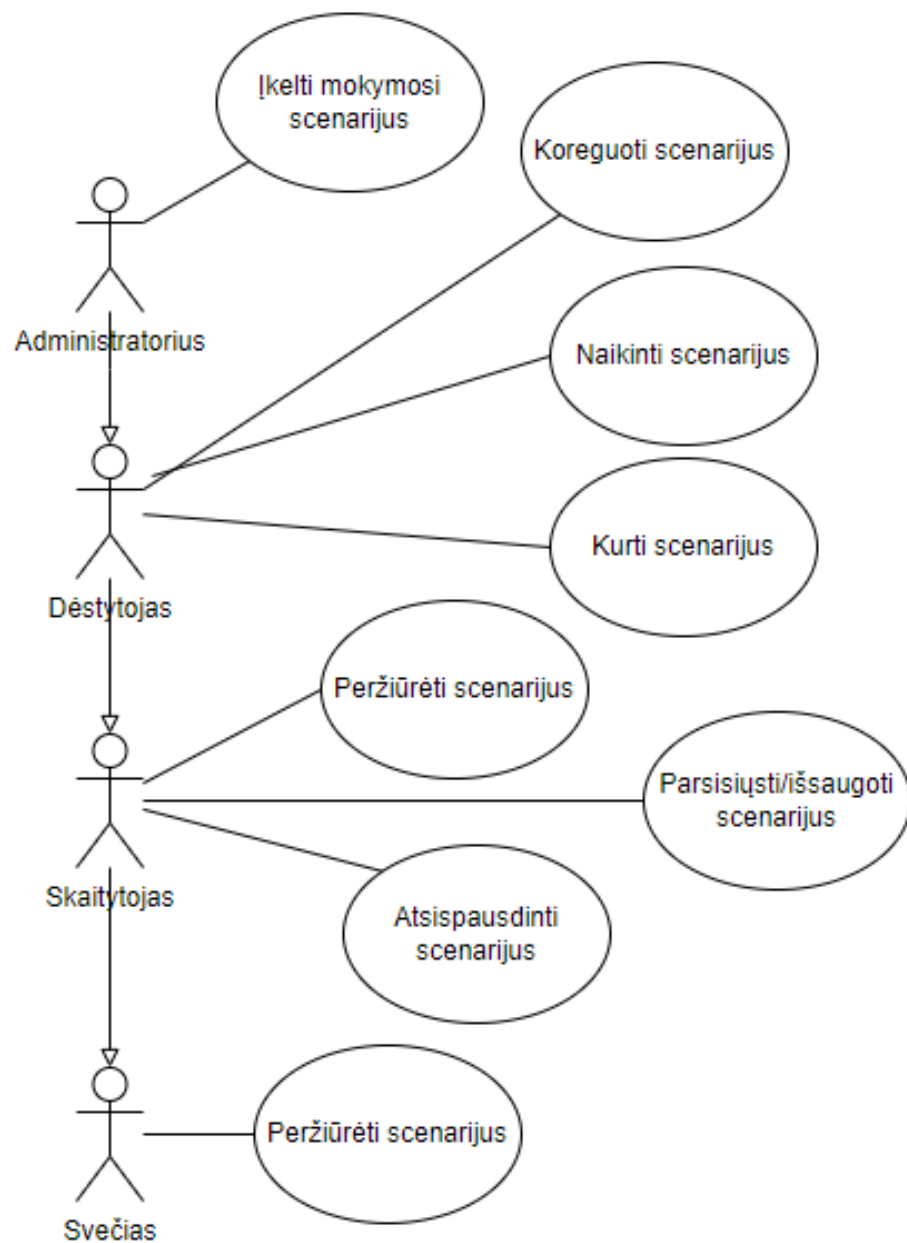 Įkelti mokymosi
scenarijus
Koreguoti scenarijus
Administratorius
Naikinti scenarijus
Kurti scenarijus
Dėstytojas
Peržiūrėti scenarijus
Parsisiųsti/išsaugoti
scenarijus
Skaitytojas
Atsispausdinti
scenarijus
Peržiūrėti scenarijus
Svečias